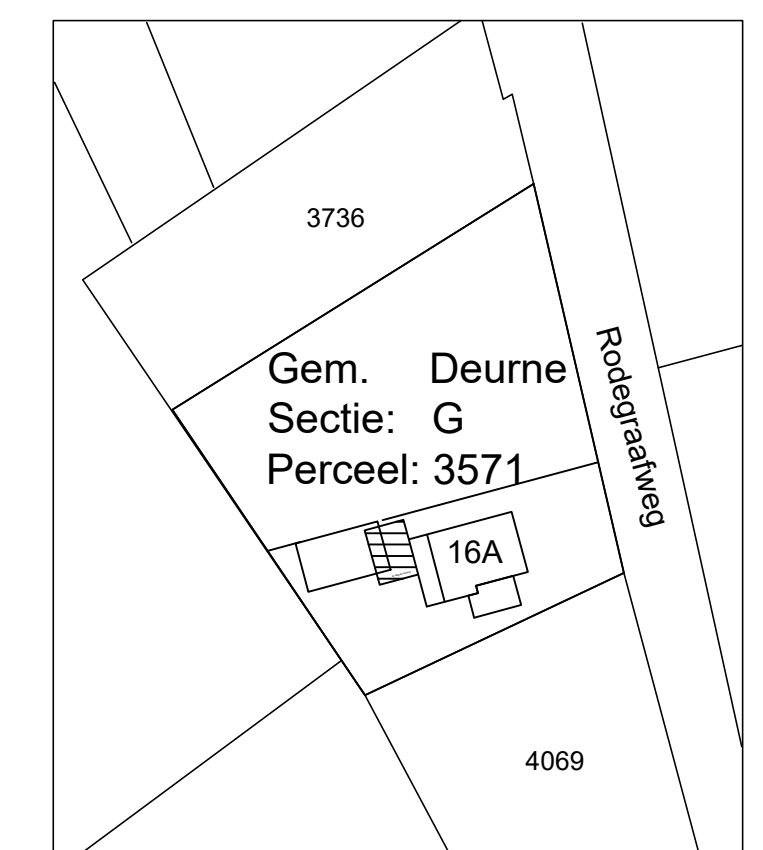 3736
Gem. Deurne
Sectie: G
Perceel: 3571
Rodegraafweg
16A
4069